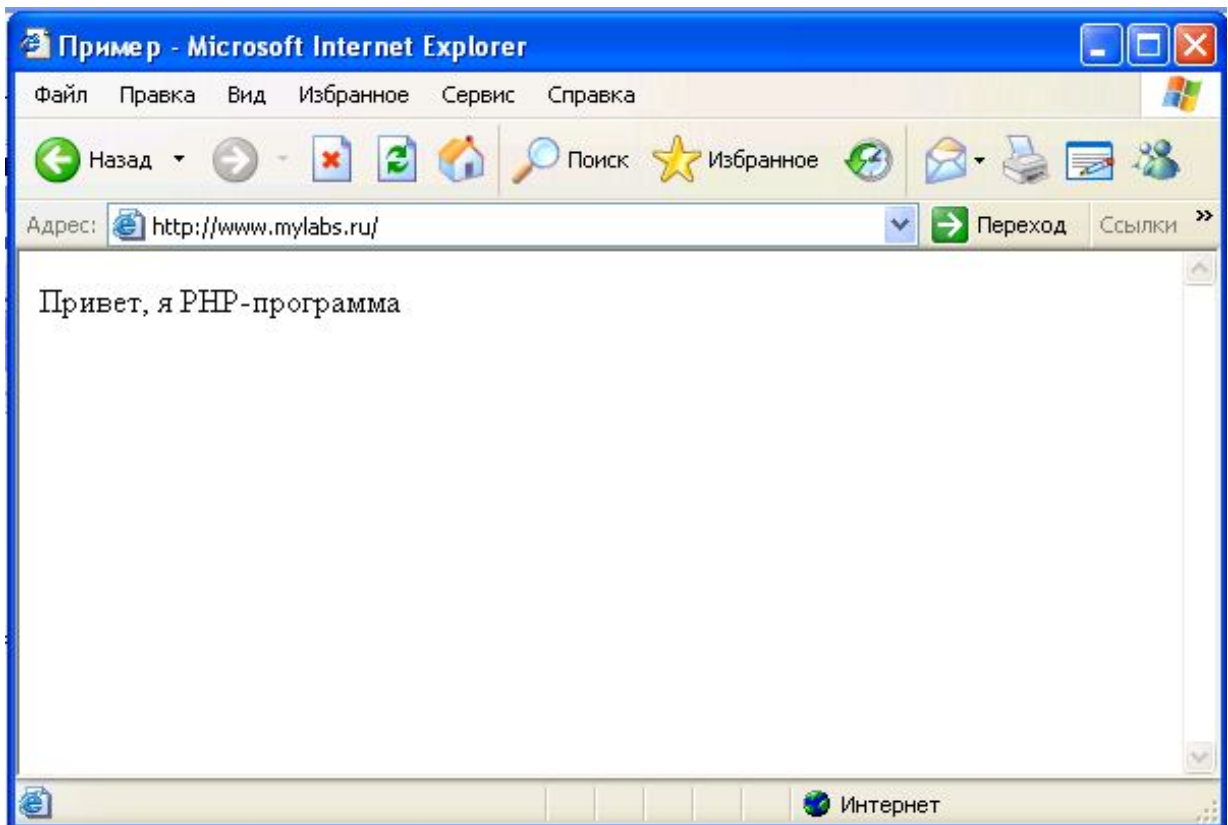 Пример - Microsoft Internet Explorer
Файл Правка Вид Избранное Сервис Справка
Назад Поиск Избранное
Адрес: http://www.mylabs.ru/ Переход Ссылки »
Привет, я PHP-программа
Интернет